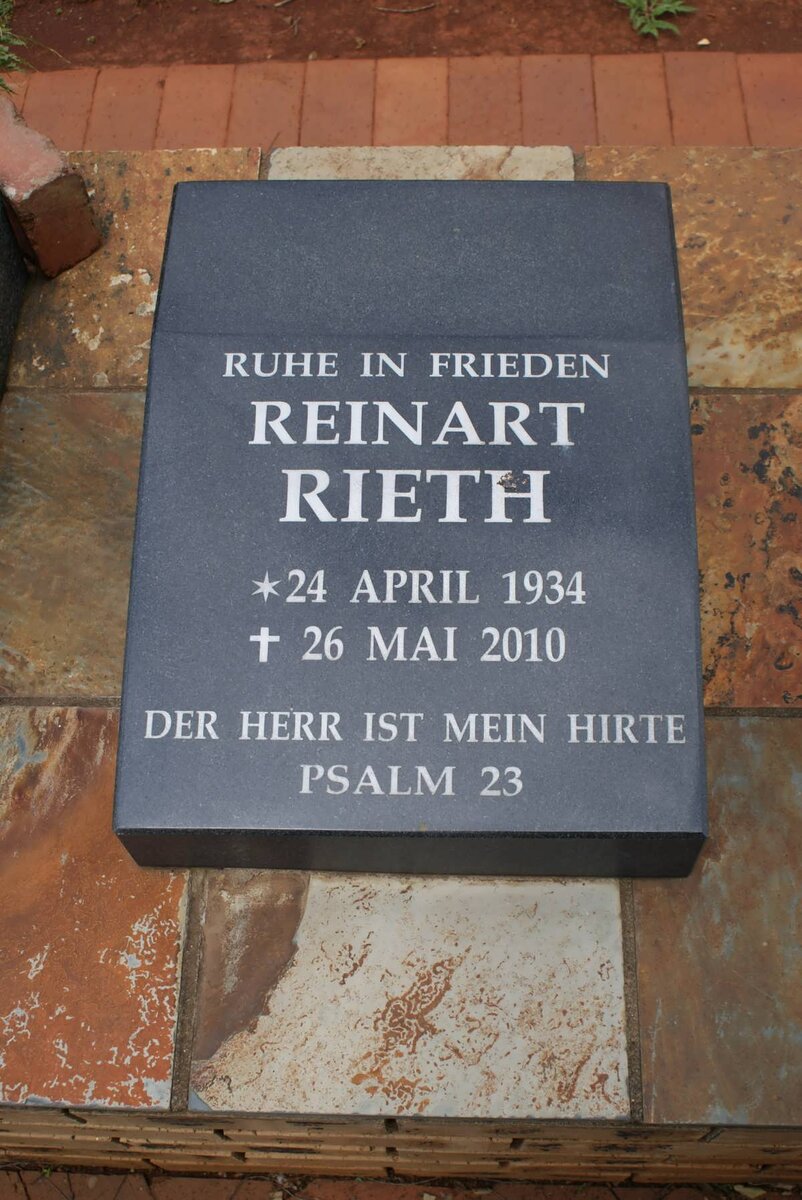 RUHE IN FRIEDEN
REINART
RIETH
✶24 APRIL 1934
✝ 26 MAI 2010
DER HERR IST MEIN HIRTE
PSALM 23